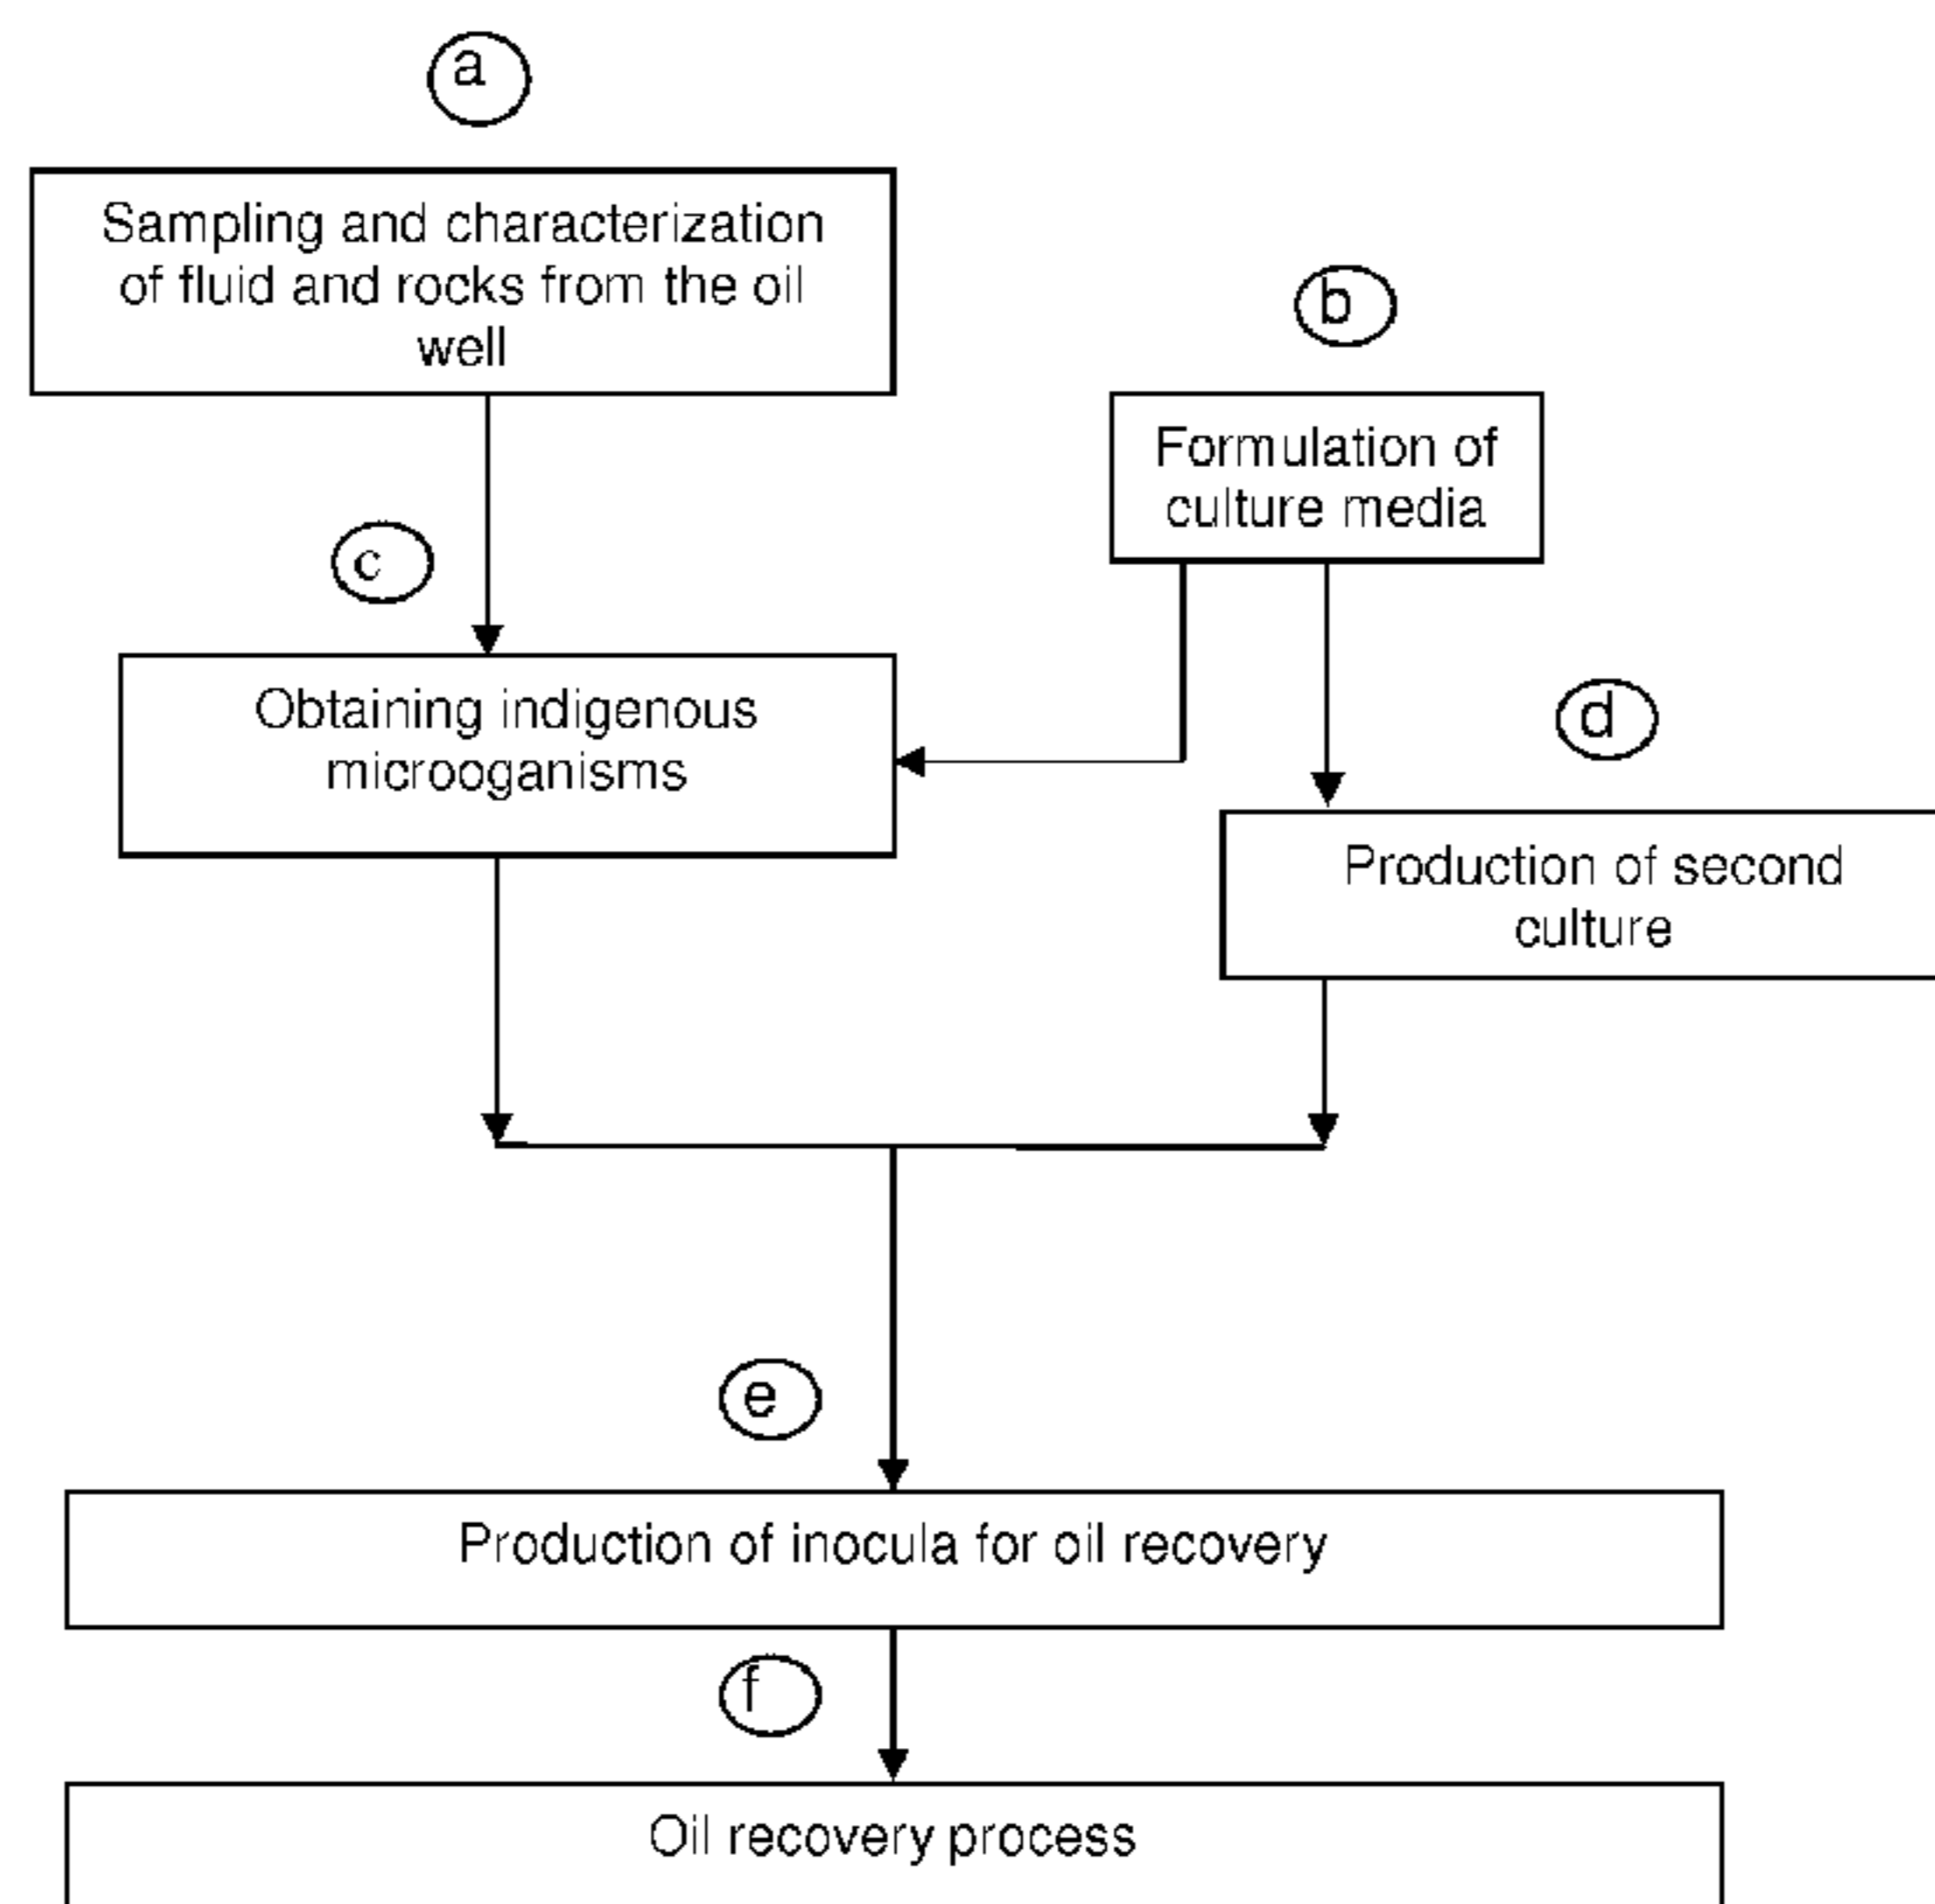 a
Sampling and characterization
of fluid and rocks from the oil
well
b
Formulation of
culture media
c
Obtaining indigenous
microoganisms
d
Production of second
culture
e
Production of inocula for oil recovery
f
Oil recovery process